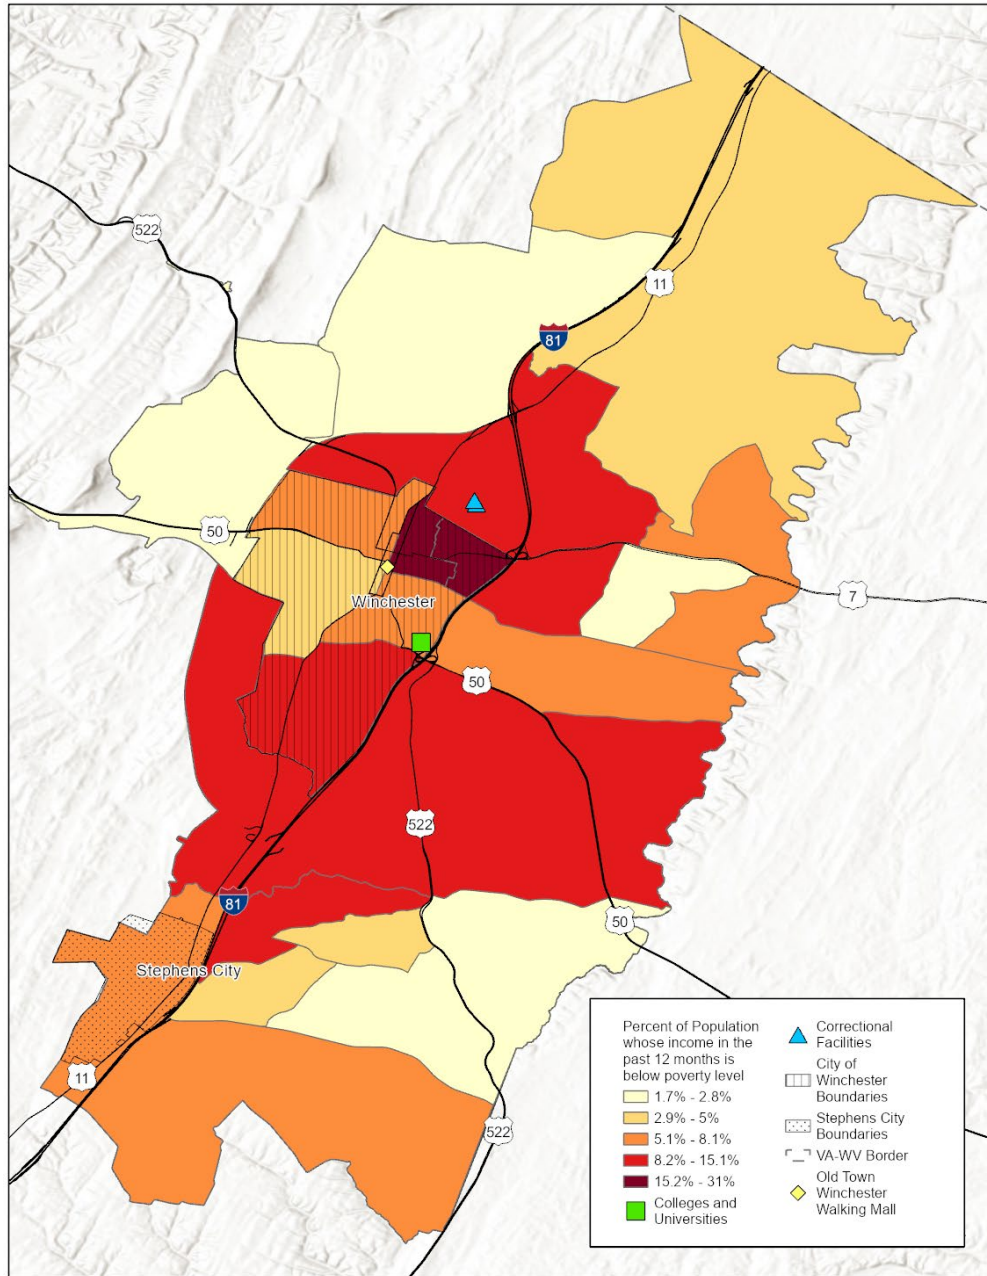 522
11
81
50
7
Winchester
50
522
81
50
Stephens City
11
522
Percent of Population
whose income in the
past 12 months is
below poverty level
1.7% - 2.8%
2.9% - 5%
5.1% - 8.1%
8.2% - 15.1%
15.2% - 31%
Colleges and
Universities
Correctional
Facilities
City of
Winchester
Boundaries
Stephens City
Boundaries
VA-WV Border
Old Town
Winchester
Walking Mall